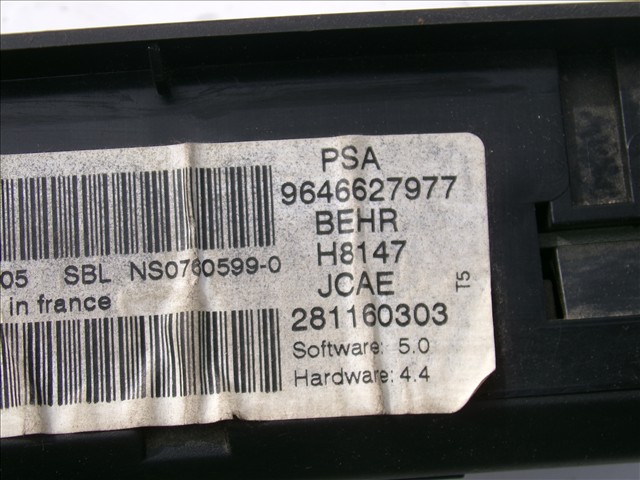 PSA
9646627977
BEHR
H8147
JCAE
281160303
Software: 5.0
Hardware: 4.4
T5
05 SBL NS0760599-0
in france